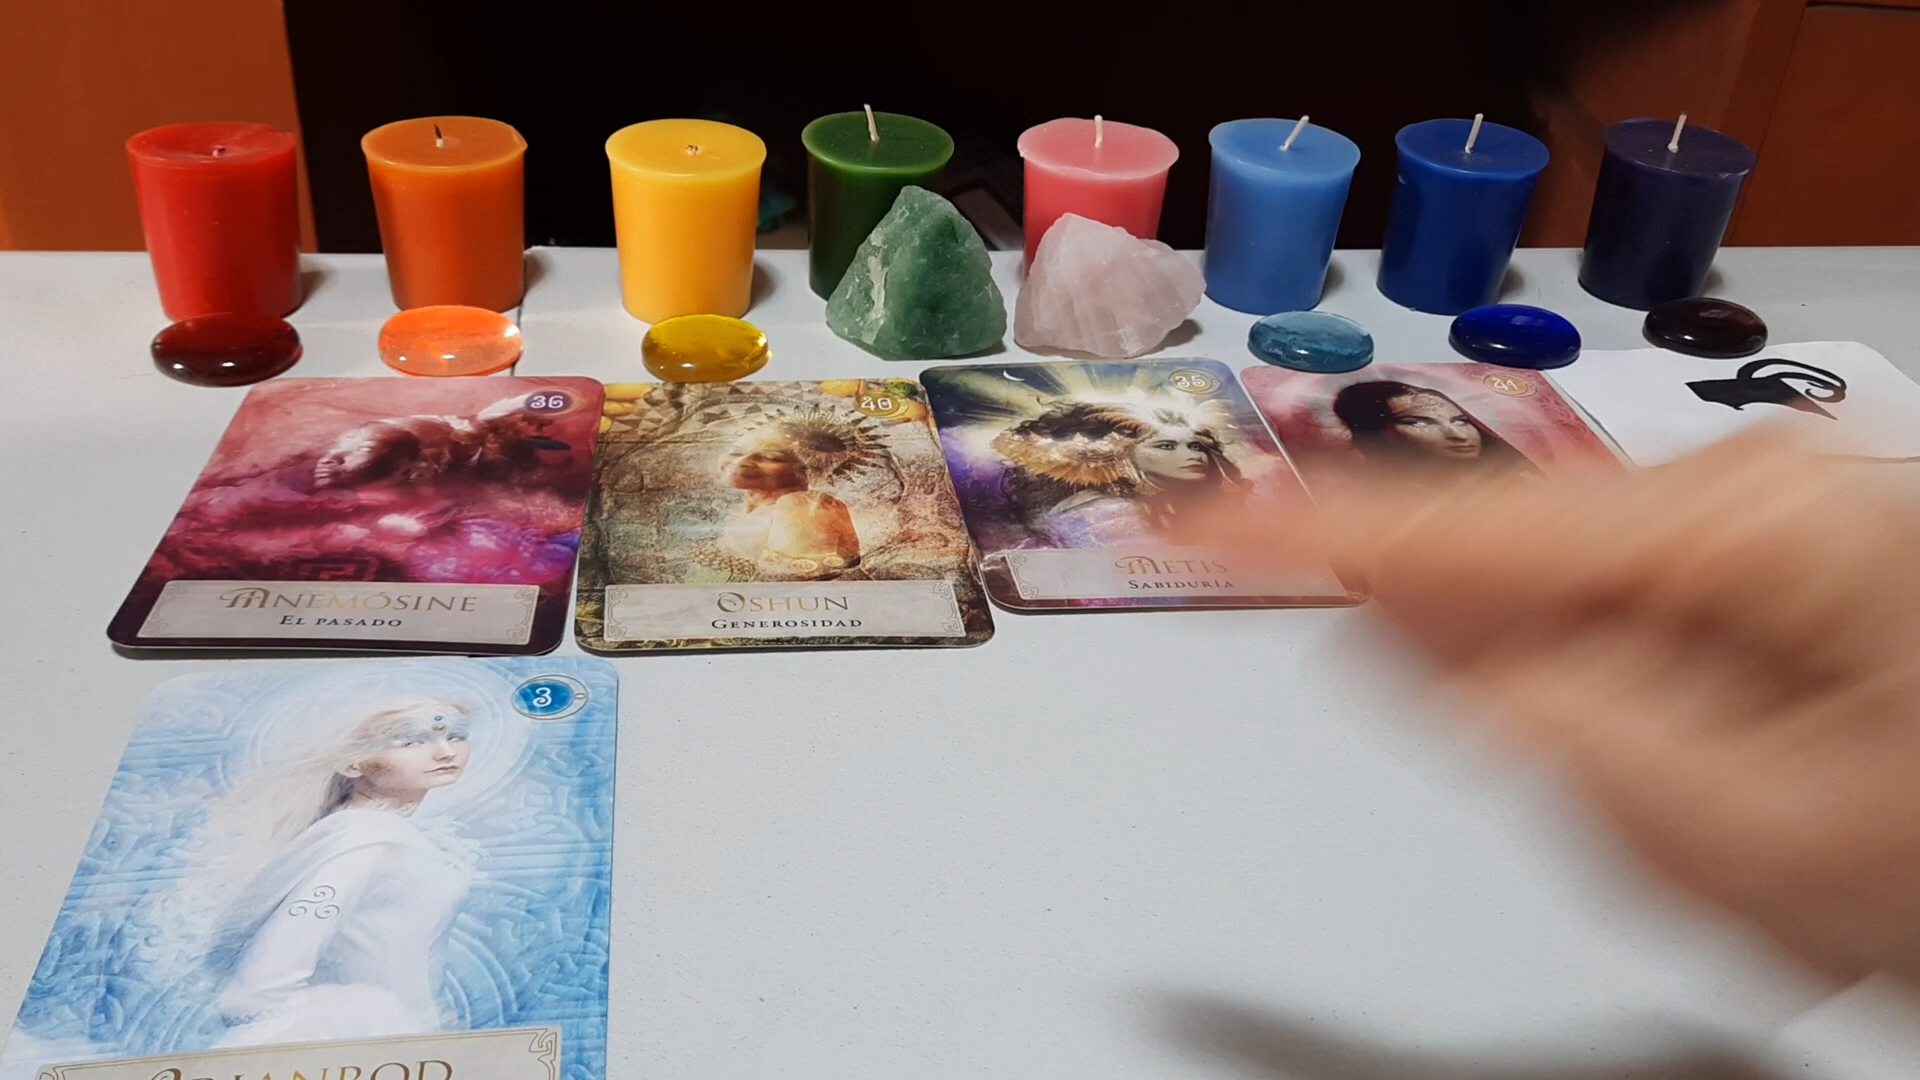 36
MNEMÓSINE
EL PASADO
40
OSHUN
GENEROSIDAD
35
METIS
SABIDURÍA
3